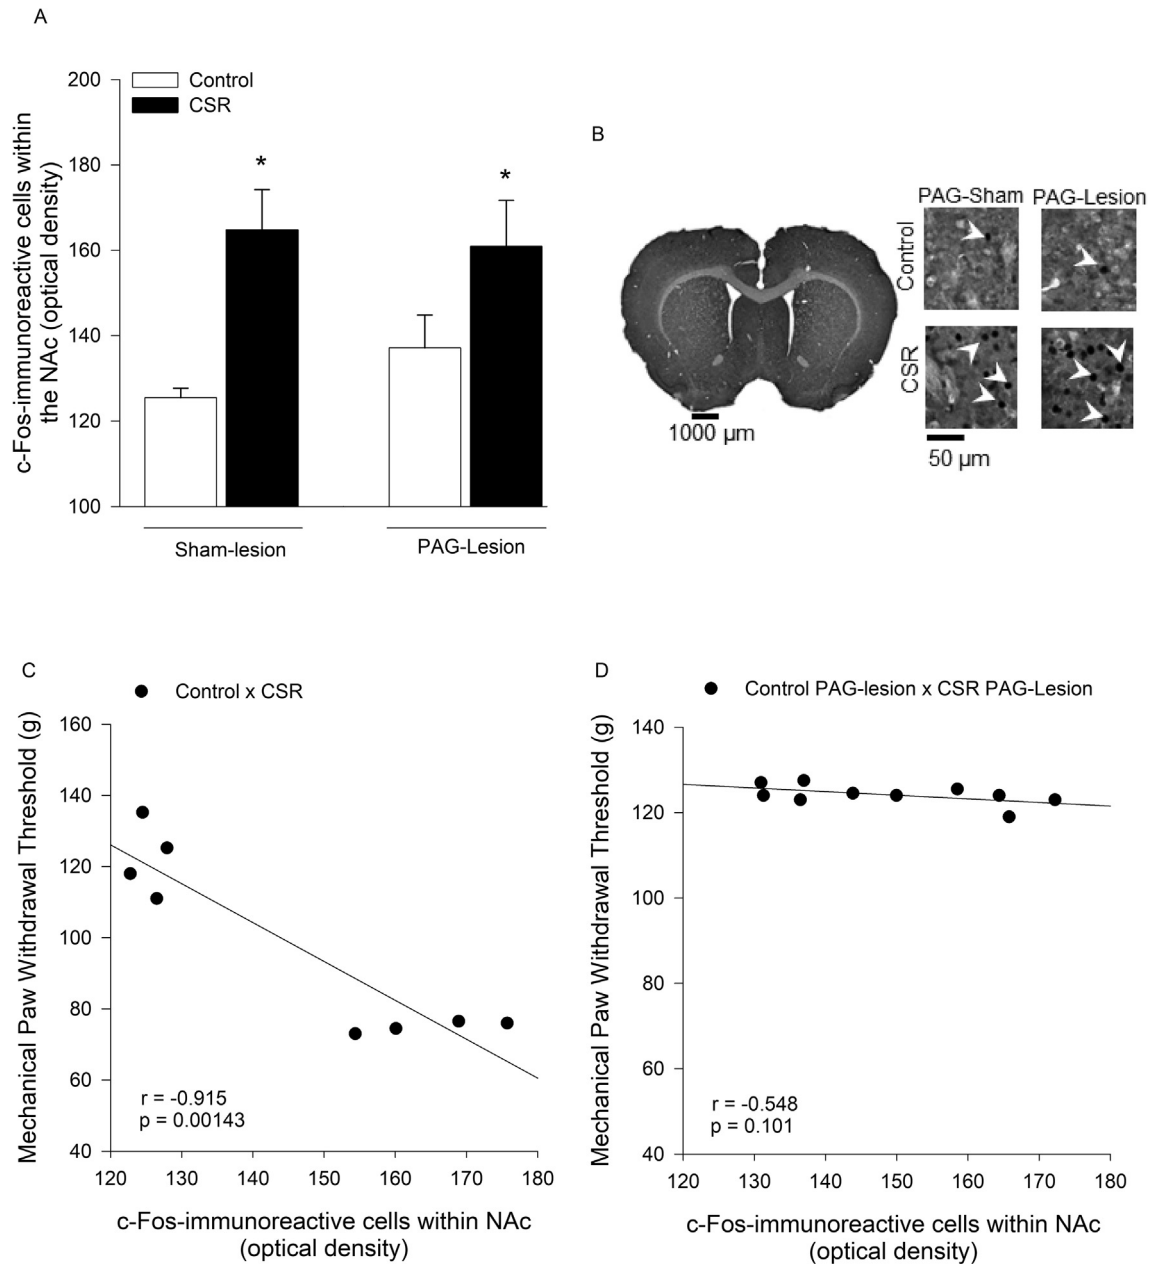 A
200
180
160
140
120
100
c-Fos-immunoreactive cells within
the NAc (optical density)
Control
CSR
*
*
Sham-lesion
PAG-Lesion
B
PAG-Sham
PAG-Lesion
Control
CSR
1000 µm
50 µm
C
Control x CSR
Mechanical Paw Withdrawal Threshold (g)
160
140
120
100
80
60
40
r = -0.915
p = 0.00143
120 130 140 150 160 170 180
c-Fos-immunoreactive cells within NAc
(optical density)
D
Control PAG-lesion x CSR PAG-Lesion
Mechanical Paw Withdrawal Threshold (g)
140
120
100
80
60
40
r = -0.548
p = 0.101
120 130 140 150 160 170 180
c-Fos-immunoreactive cells within NAc
(optical density)